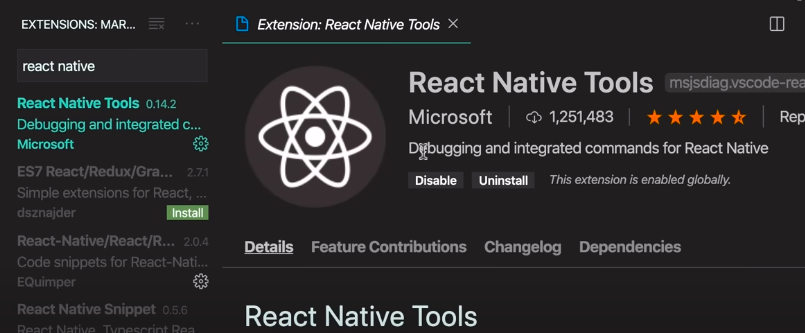 EXTENSIONS: MAR...
react native
React Native Tools 0.14.2
Debugging and integrated c...
Microsoft
ES7 React/Redux/Gra... 2.7.1
Simple extensions for React, ...
dsznajder Install
React-Native/React/R... 2.0.4
Code snippets for React-Nati...
EQuimper
React Native Snippet 0.5.6
React Native, Typescript Rea...
Extension: React Native Tools
React Native Tools msjsdiag.vscode-rea
Microsoft 1,251,483 Rep
Debugging and integrated commands for React Native
Disable Uninstall This extension is enabled globally.
Details Feature Contributions Changelog Dependencies
React Native Tools